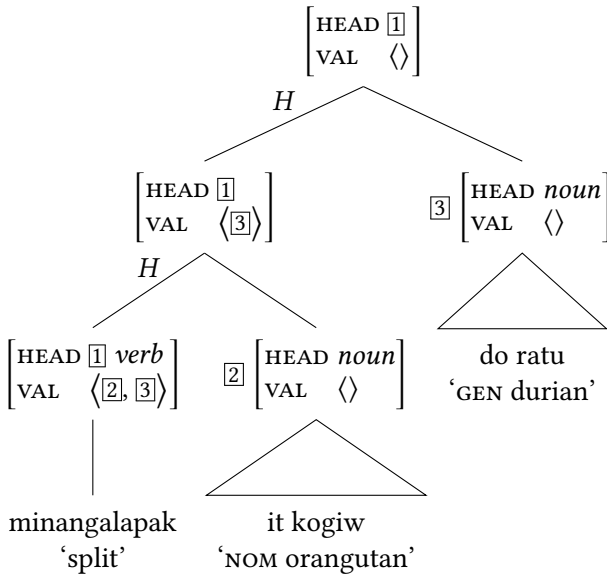 [HEAD 1
VAL ⟨⟩]
H
[HEAD 1
VAL ⟨3⟩]
3 [HEAD noun
VAL ⟨⟩]
H
[HEAD 1 verb
VAL ⟨2, 3⟩]
2 [HEAD noun
VAL ⟨⟩]
do ratu
‘GEN durian’
minangalapak
‘split’
it kogiw
‘NOM orangutan’